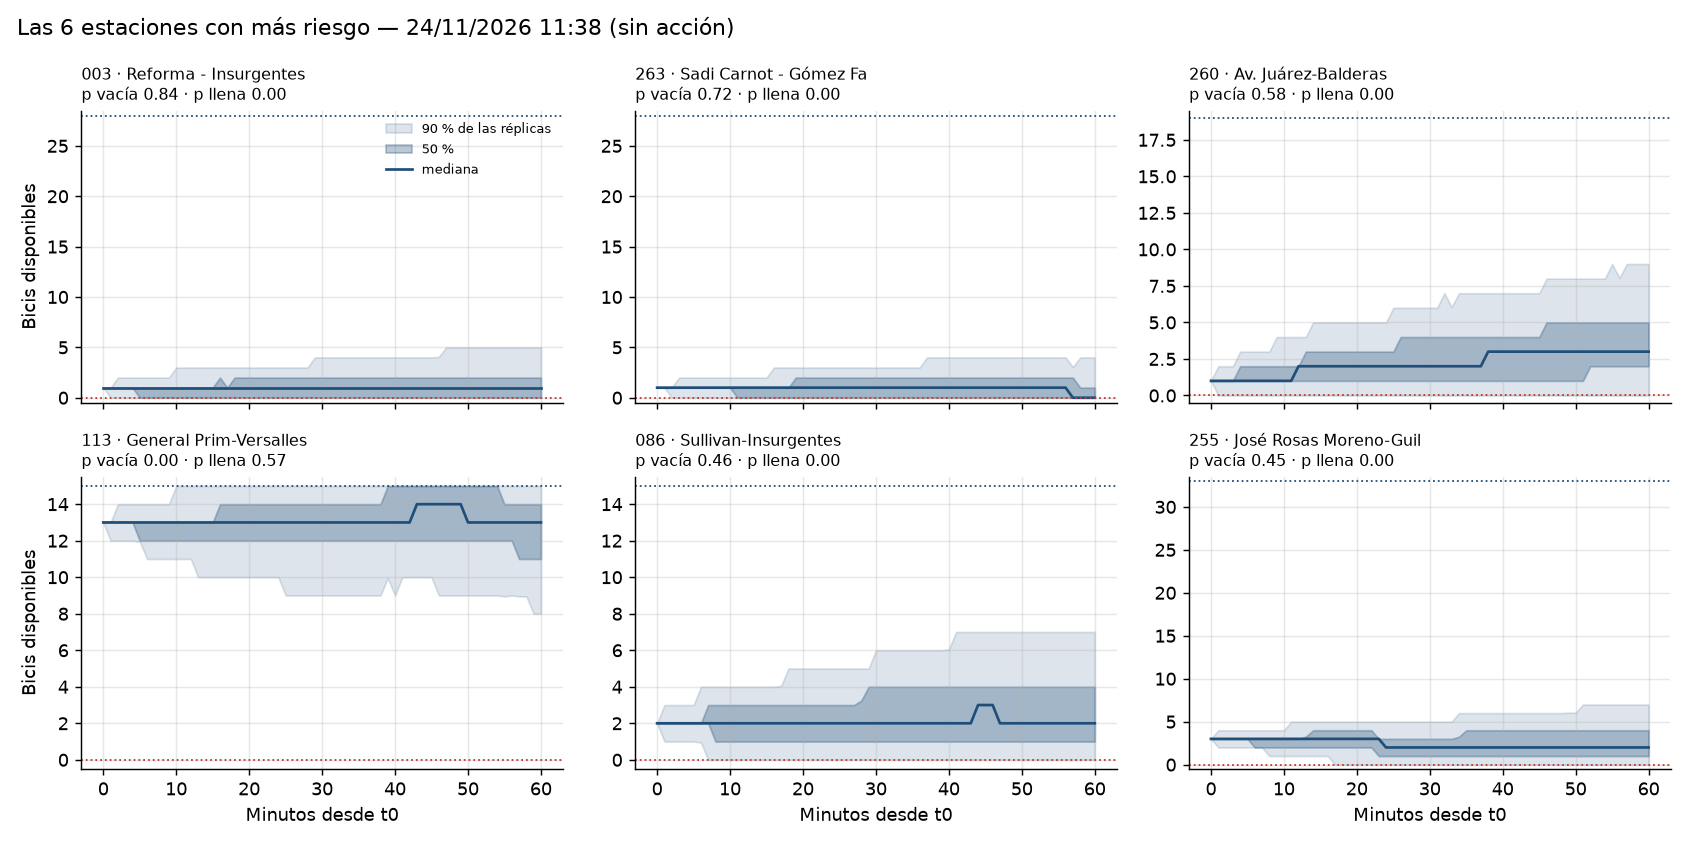 Las 6 estaciones con más riesgo — 24/11/2026 11:38 (sin acción)
003 · Reforma - Insurgentes
p vacía 0.84 · p llena 0.00
90 % de las réplicas
50 %
mediana
25
20
15
10
5
0
Bicis disponibles
263 · Sadi Carnot - Gómez Fa
p vacía 0.72 · p llena 0.00
25
20
15
10
5
0
260 · Av. Juárez-Balderas
p vacía 0.58 · p llena 0.00
17.5
15.0
12.5
10.0
7.5
5.0
2.5
0.0
113 · General Prim-Versalles
p vacía 0.00 · p llena 0.57
14
12
10
8
6
4
2
0
Bicis disponibles
0 10 20 30 40 50 60
Minutos desde t0
086 · Sullivan-Insurgentes
p vacía 0.46 · p llena 0.00
14
12
10
8
6
4
2
0
0 10 20 30 40 50 60
Minutos desde t0
255 · José Rosas Moreno-Guil
p vacía 0.45 · p llena 0.00
30
25
20
15
10
5
0
0 10 20 30 40 50 60
Minutos desde t0